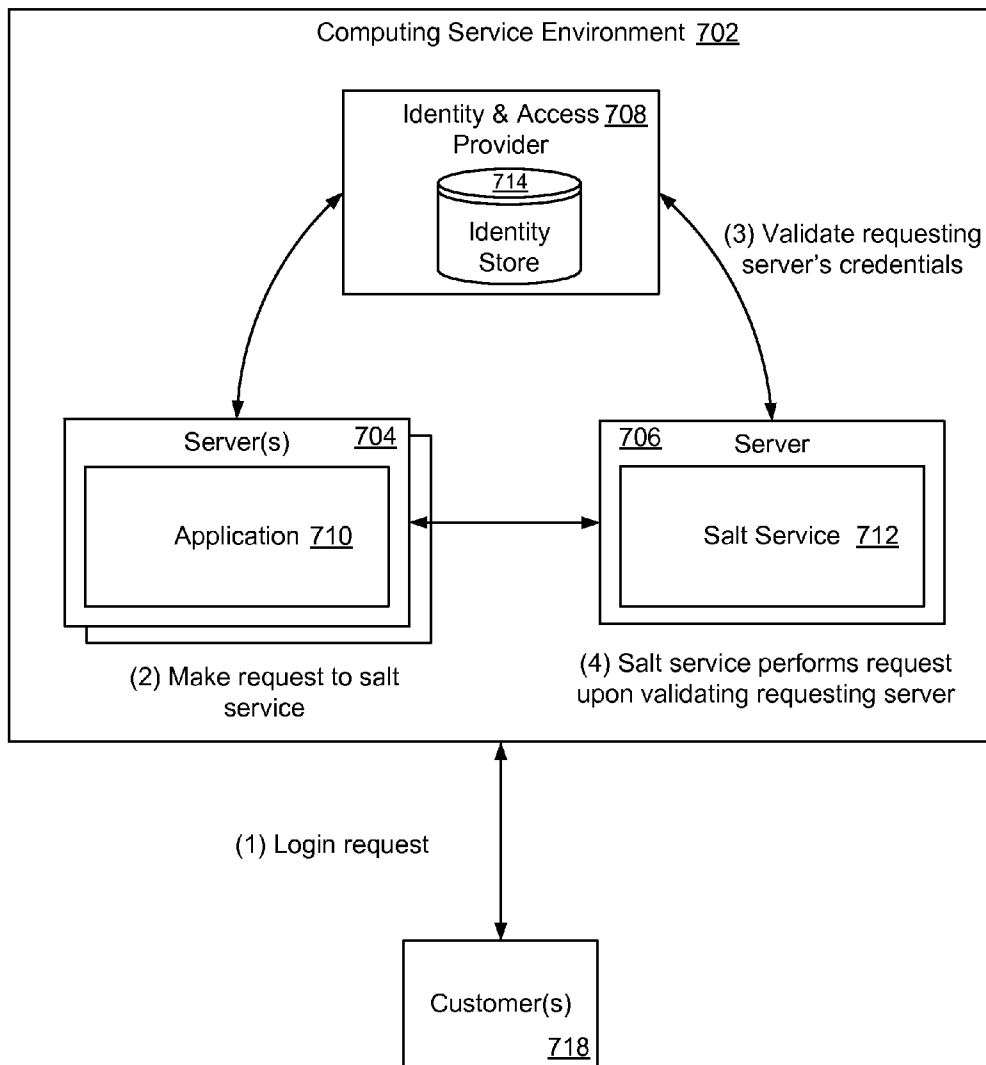 Computing Service Environment 702
Identity & Access 708
Provider
714
Identity
Store
(3) Validate requesting
server's credentials
Server(s) 704
Application 710
706 Server
Salt Service 712
(2) Make request to salt
service
(4) Salt service performs request
upon validating requesting server
(1) Login request
Customer(s)
718